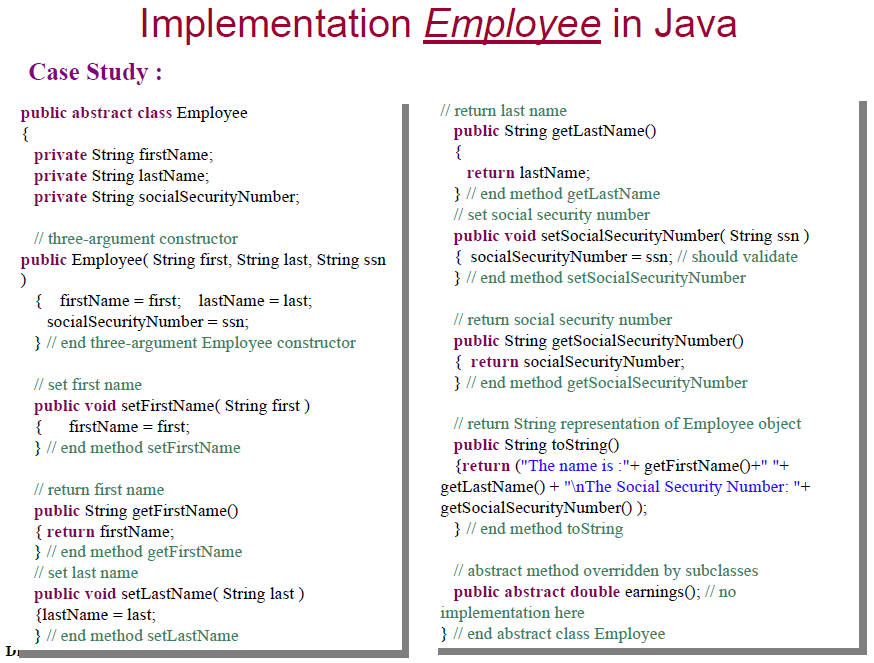 Implementation Employee in Java
Case Study :
public abstract class Employee
{
private String firstName;
private String lastName;
private String socialSecurityNumber;
// three-argument constructor
public Employee( String first, String last, String ssn
)
{ firstName = first; lastName = last;
socialSecurityNumber = ssn;
} // end three-argument Employee constructor
// set first name
public void setFirstName( String first )
{ firstName = first;
} // end method setFirstName
// return first name
public String getFirstName()
{ return firstName;
} // end method getFirstName
// set last name
public void setLastName( String last )
{lastName = last;
} // end method setLastName
// return last name
public String getLastName()
{
return lastName;
} // end method getLastName
// set social security number
public void setSocialSecurityNumber( String ssn )
{ socialSecurityNumber = ssn; // should validate
} // end method setSocialSecurityNumber
// return social security number
public String getSocialSecurityNumber()
{ return socialSecurityNumber;
} // end method getSocialSecurityNumber
// return String representation of Employee object
public String toString()
{return ("The name is :"+ getFirstName()+" "+
getLastName() + "\nThe Social Security Number: "+
getSocialSecurityNumber() );
} // end method toString
// abstract method overridden by subclasses
public abstract double earnings(); // no
implementation here
} // end abstract class Employee